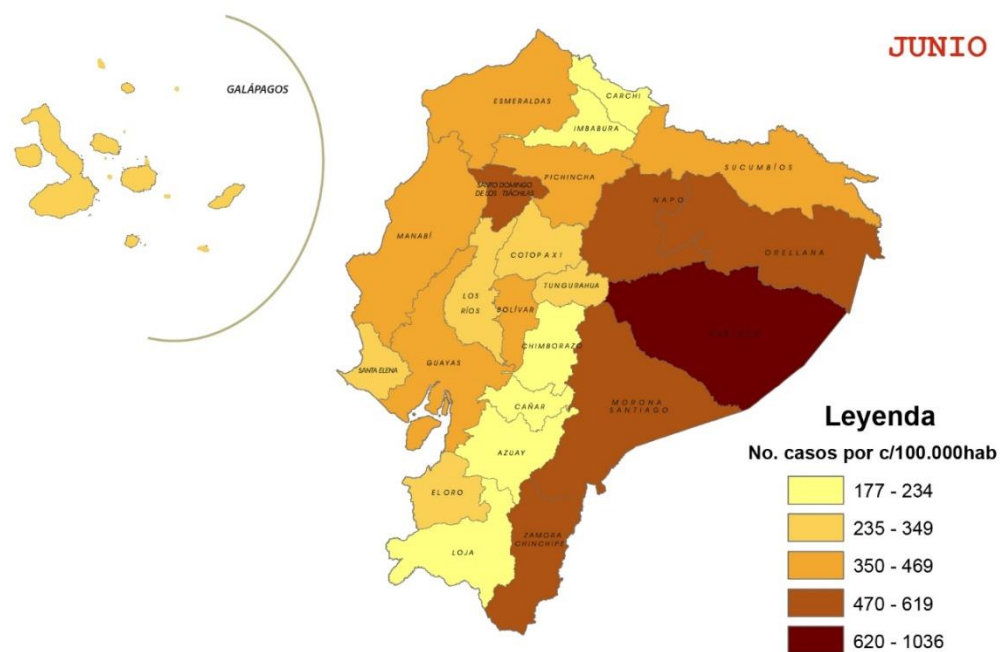 JUNIO
GALÁPAGOS
CARCHI
ESMERALDAS
IMBABURA
SUCUMBÍOS
PICHINCHA
SANTO DOMINGO
DE LOS TSÁCHILAS
NAPO
MANABÍ
ORELLANA
COTOPAXI
TUNGURAHUA
LOS
RÍOS
BOLÍVAR
PASTAZA
CHIMBORAZO
GUAYAS
SANTA ELENA
MORONA
SANTIAGO
CAÑAR
AZUAY
EL ORO
ZAMORA
CHINCHIPE
LOJA
Leyenda
No. casos por c/100.000hab
177 - 234
235 - 349
350 - 469
470 - 619
620 - 1036